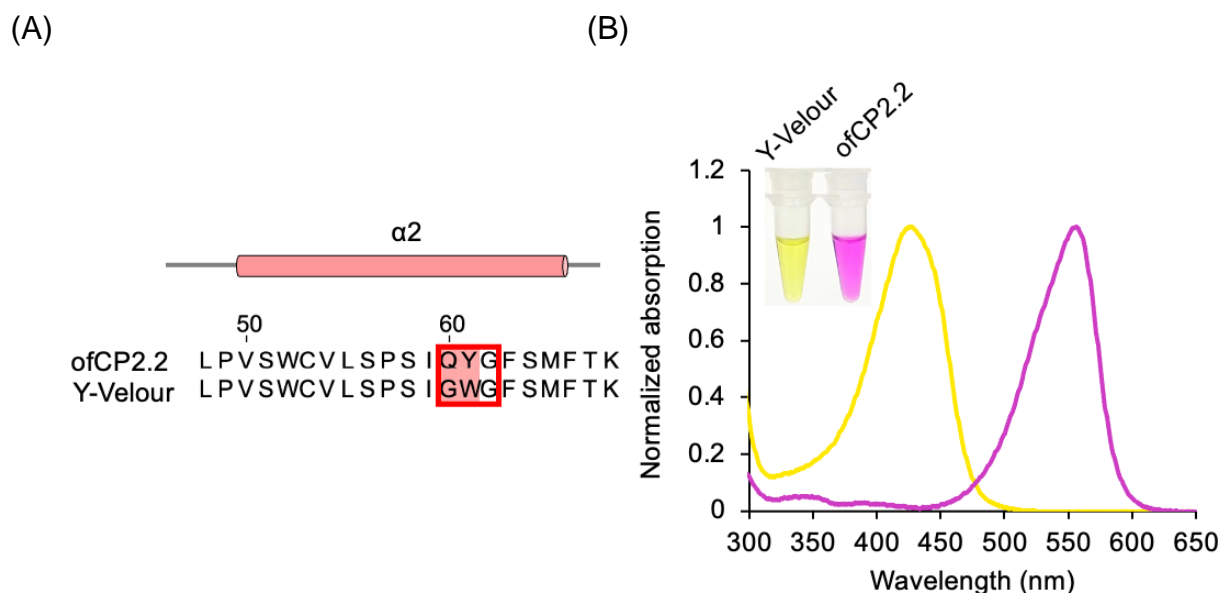 (A)
α2
50 60
ofCP2.2 LPVSWCVLSPSIQYGFSMFTK
Y-Velour LPVSWCVLSPSIGWGFSMFTK
(B)
Y-Velour ofCP2.2
Normalized absorption
1.2
1
0.8
0.6
0.4
0.2
0
300 350 400 450 500 550 600 650
Wavelength (nm)